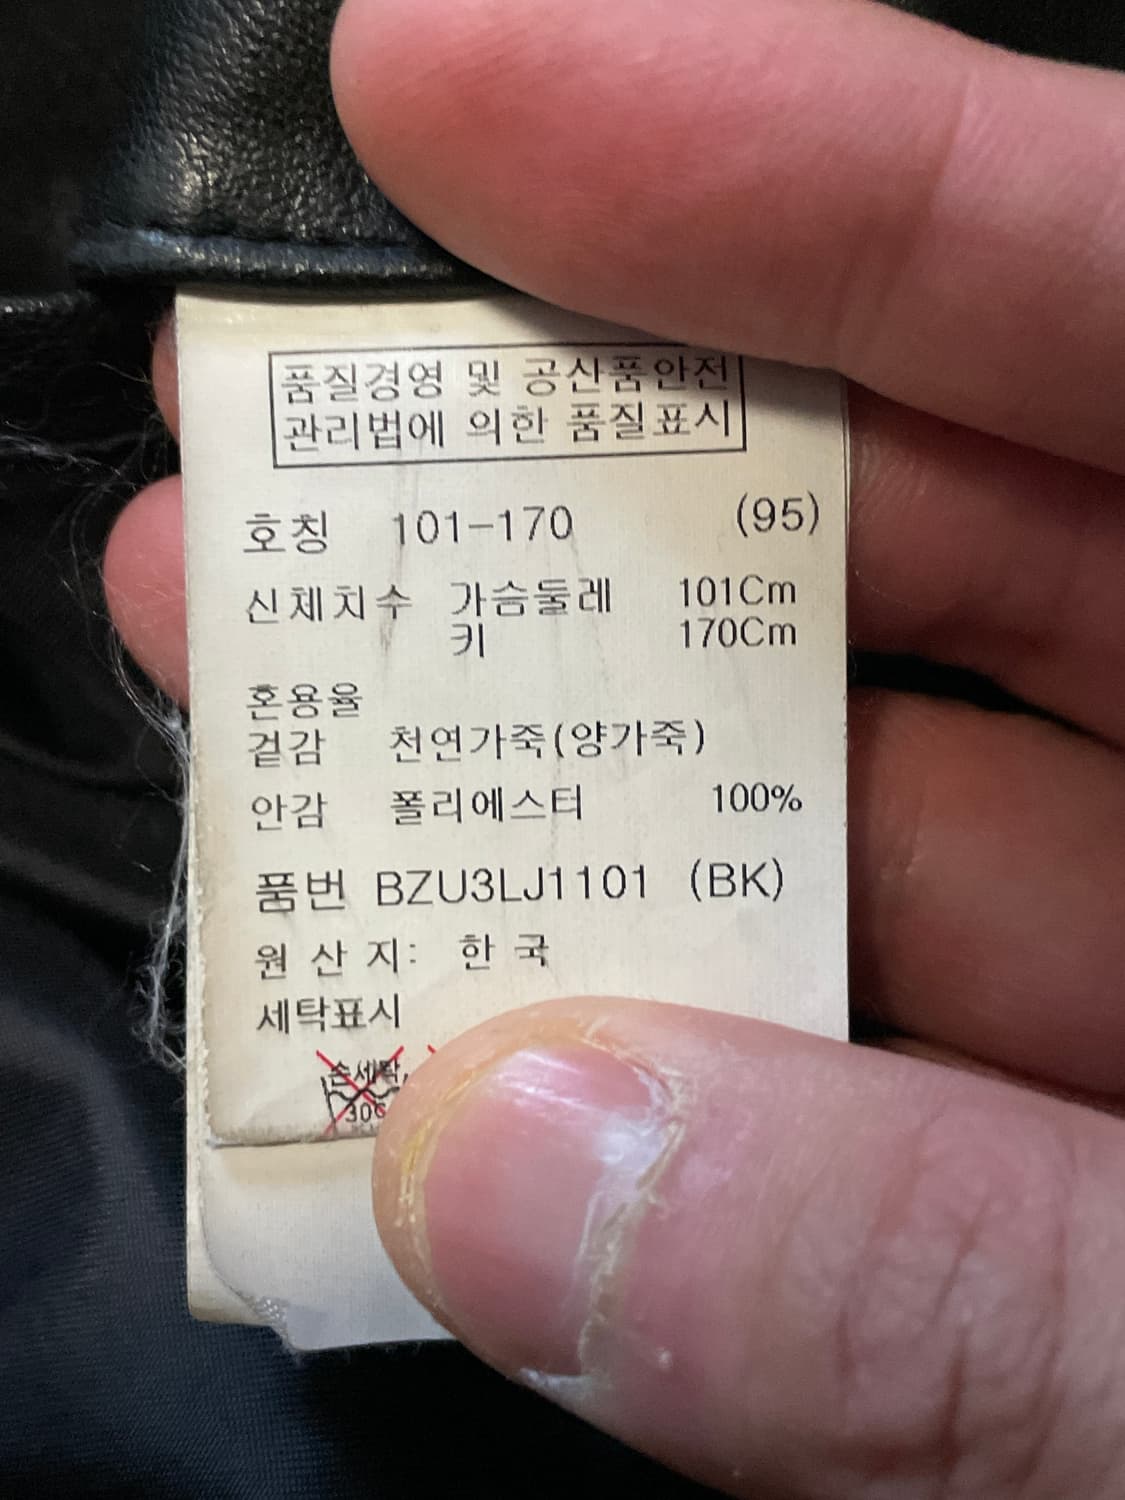 품질경영 및 공산품안전
관리법에 의한 품질표시
호칭 101-170 (95)
신체치수 가슴둘레 101Cm
키 170Cm
혼용율
겉감 천연가죽(양가죽)
안감 폴리에스터 100%
품번 BZU3LJ1101 (BK)
원 산 지: 한 국
세탁표시
손세탁,